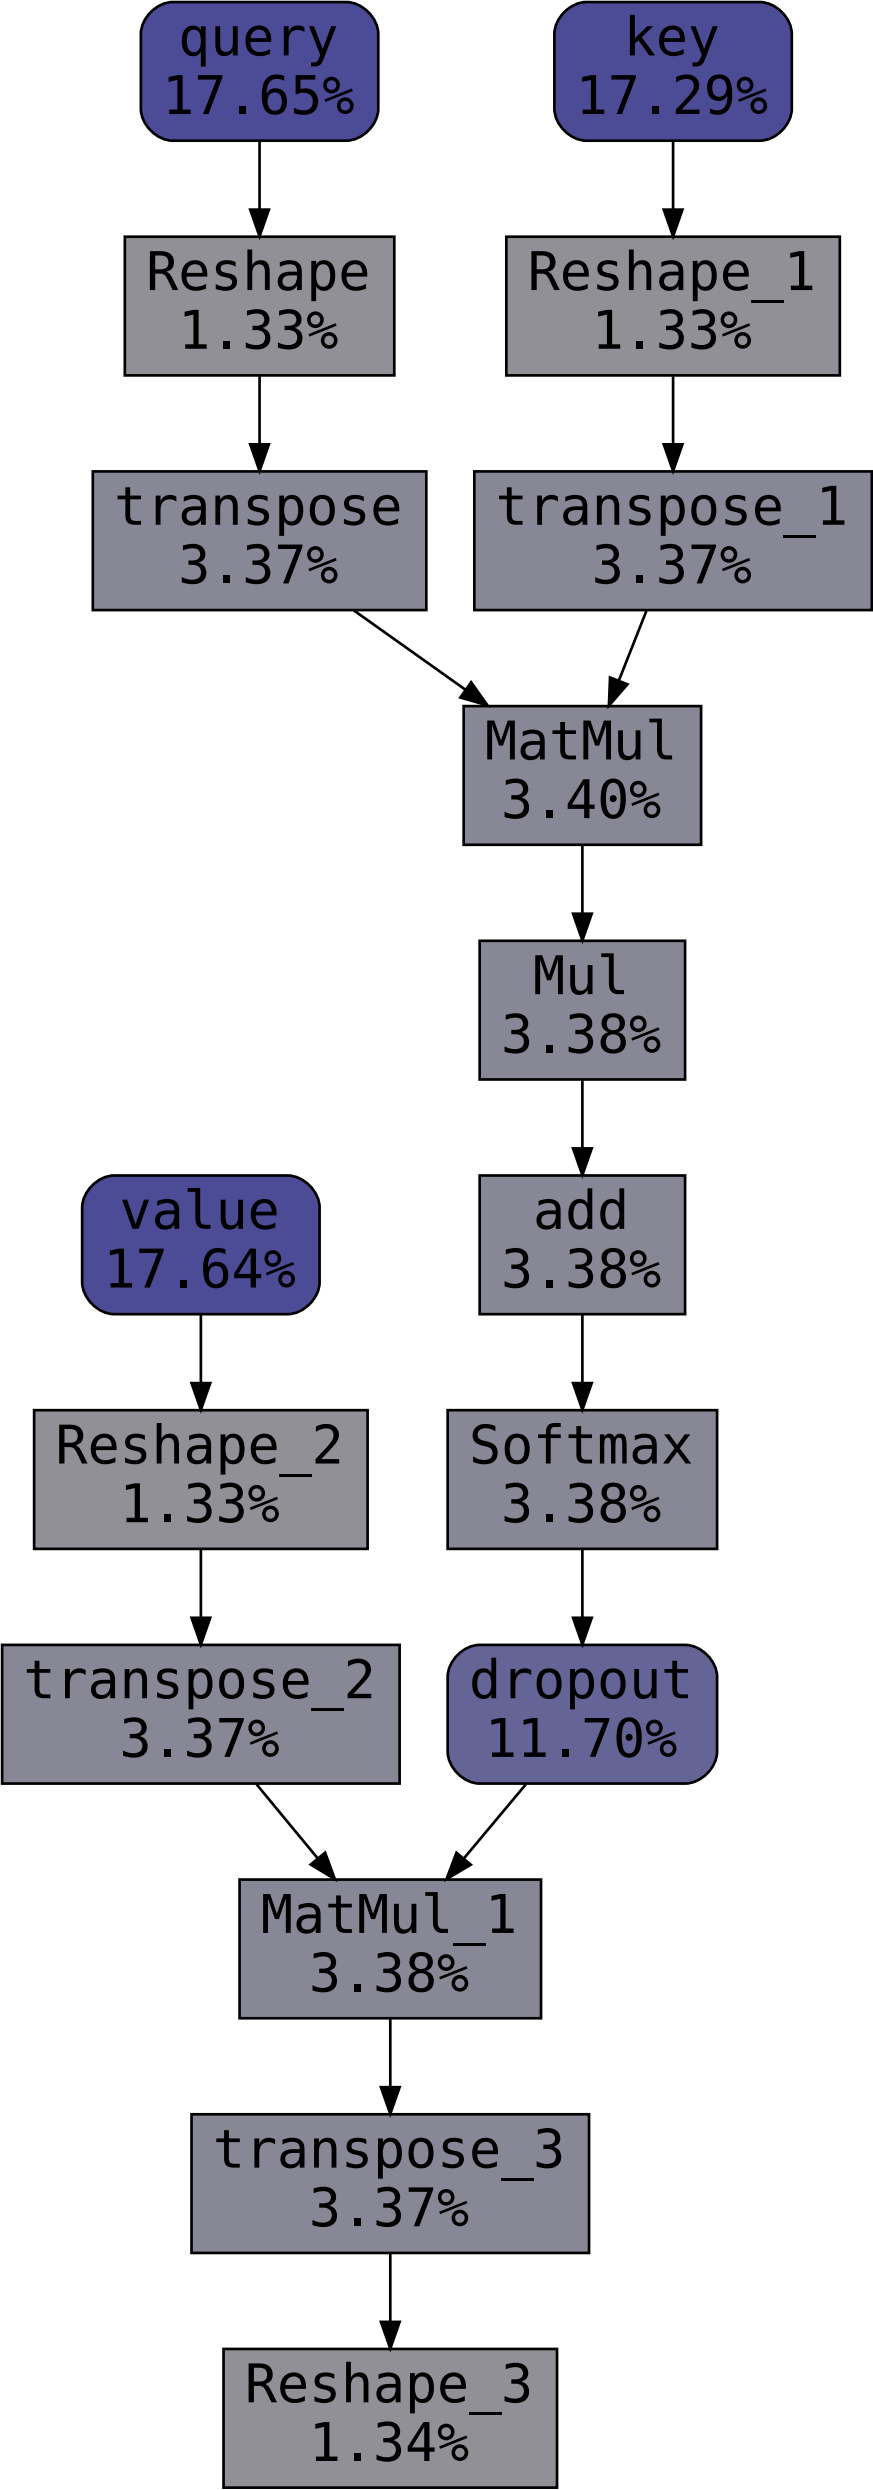 query
17.65%
key
17.29%
Reshape
1.33%
Reshape_1
1.33%
transpose
3.37%
transpose_1
3.37%
MatMul
3.40%
Mul
3.38%
value
17.64%
add
3.38%
Reshape_2
1.33%
Softmax
3.38%
transpose_2
3.37%
dropout
11.70%
MatMul_1
3.38%
transpose_3
3.37%
Reshape_3
1.34%